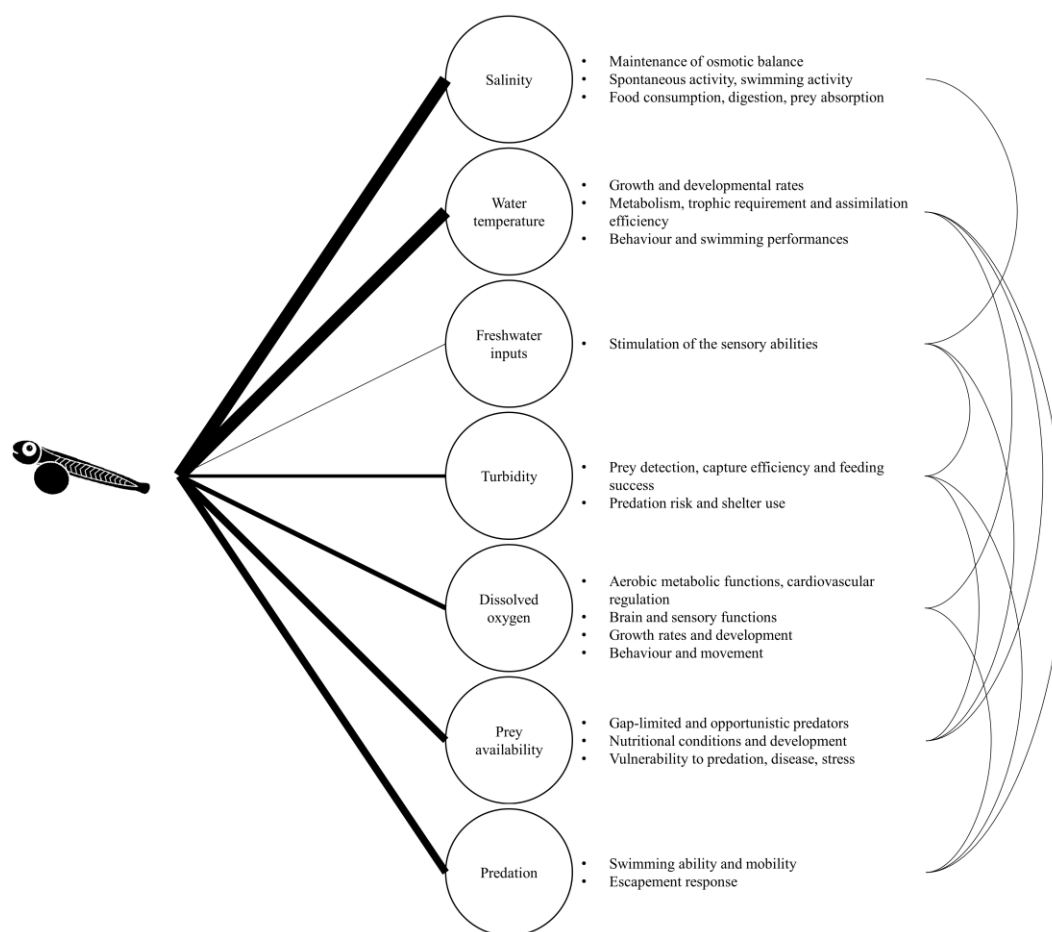 Salinity
• Maintenance of osmotic balance
• Spontaneous activity, swimming activity
• Food consumption, digestion, prey absorption
Water
temperature
• Growth and developmental rates
• Metabolism, trophic requirement and assimilation
efficiency
• Behaviour and swimming performances
Freshwater
inputs
• Stimulation of the sensory abilities
Turbidity
• Prey detection, capture efficiency and feeding
success
• Predation risk and shelter use
Dissolved
oxygen
• Aerobic metabolic functions, cardiovascular
regulation
• Brain and sensory functions
• Growth rates and development
• Behaviour and movement
Prey
availability
• Gap-limited and opportunistic predators
• Nutritional conditions and development
• Vulnerability to predation, disease, stress
Predation
• Swimming ability and mobility
• Escapement response